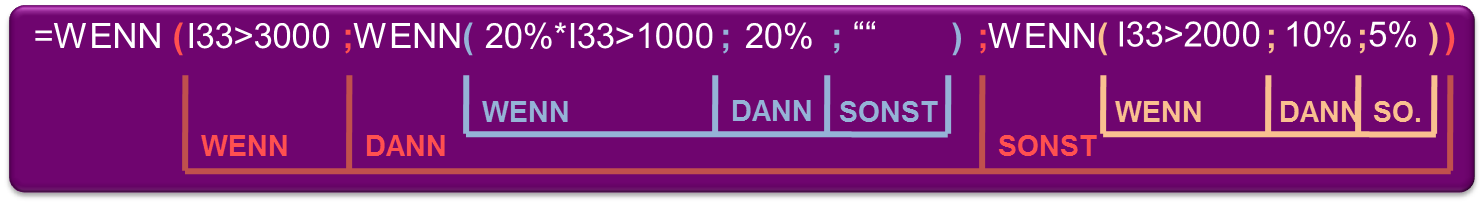 =WENN (I33>3000 ;WENN( 20%*I33>1000 ; 20% ; ““ ) ;WENN( I33>2000 ; 10% ;5% ) )
WENN DANN SONST WENN DANN SO.
WENN DANN SONST